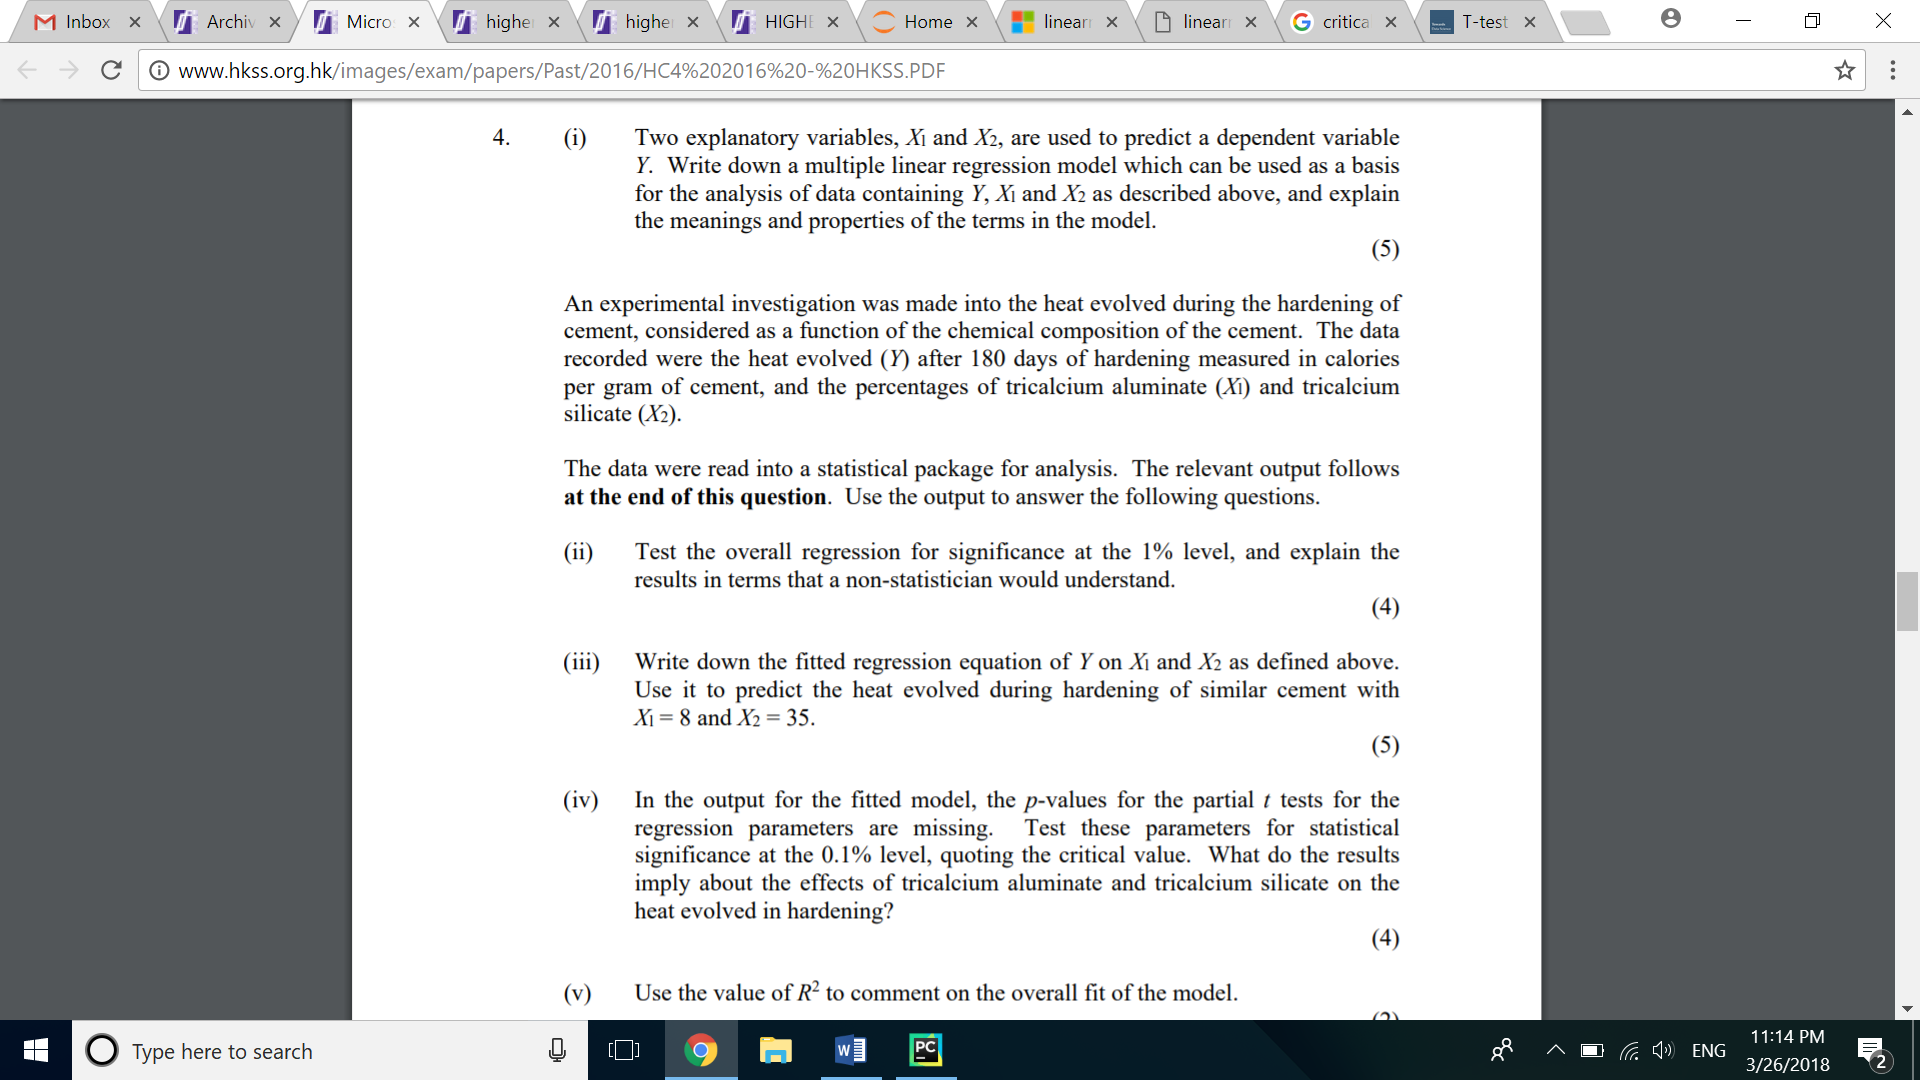 Inbox
Archiv
Micro
highe
highe
HIGHE
Home
linear
linear
critica
T-test
www.hkss.org.hk/images/exam/papers/Past/2016/HC4%202016%20-%20HKSS.PDF
4. (i) Two explanatory variables, X1 and X2, are used to predict a dependent variable
Y. Write down a multiple linear regression model which can be used as a basis
for the analysis of data containing Y, X1 and X2 as described above, and explain
the meanings and properties of the terms in the model.
(5)
An experimental investigation was made into the heat evolved during the hardening of
cement, considered as a function of the chemical composition of the cement. The data
recorded were the heat evolved (Y) after 180 days of hardening measured in calories
per gram of cement, and the percentages of tricalcium aluminate (X1) and tricalcium
silicate (X2).
The data were read into a statistical package for analysis. The relevant output follows
at the end of this question. Use the output to answer the following questions.
(ii) Test the overall regression for significance at the 1% level, and explain the
results in terms that a non-statistician would understand.
(4)
(iii) Write down the fitted regression equation of Y on X1 and X2 as defined above.
Use it to predict the heat evolved during hardening of similar cement with
X1 = 8 and X2 = 35.
(5)
(iv) In the output for the fitted model, the p-values for the partial t tests for the
regression parameters are missing. Test these parameters for statistical
significance at the 0.1% level, quoting the critical value. What do the results
imply about the effects of tricalcium aluminate and tricalcium silicate on the
heat evolved in hardening?
(4)
(v) Use the value of R² to comment on the overall fit of the model.
Type here to search
PC
ENG
11:14 PM
3/26/2018
2